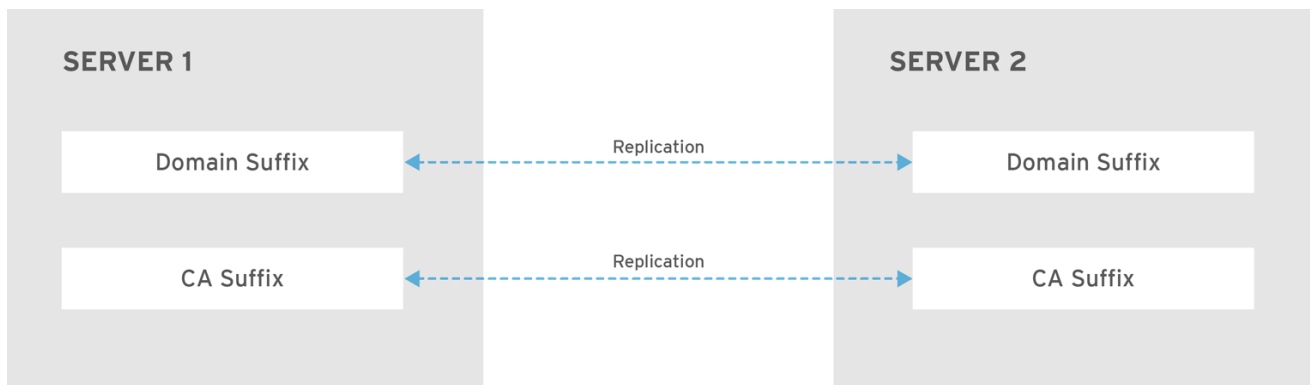 SERVER 1
SERVER 2
Domain Suffix
Replication
Domain Suffix
CA Suffix
Replication
CA Suffix